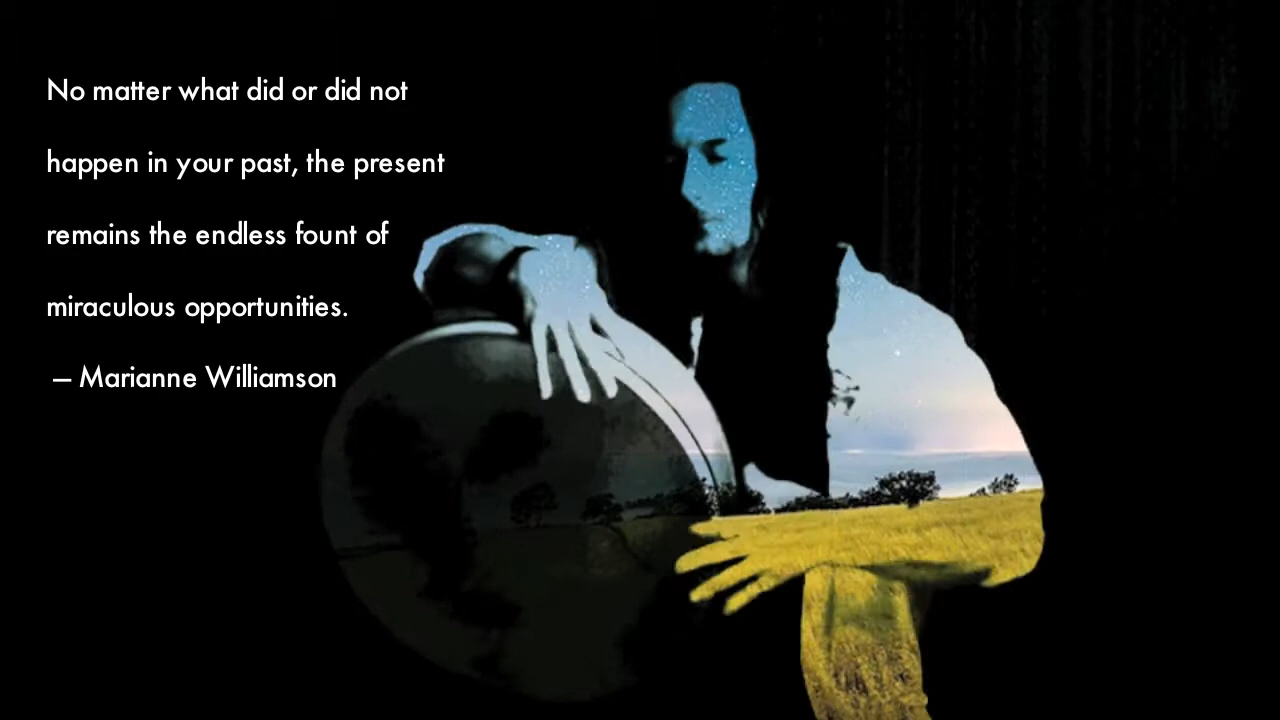 No matter what did or did not
happen in your past, the present
remains the endless fount of
miraculous opportunities.
— Marianne Williamson